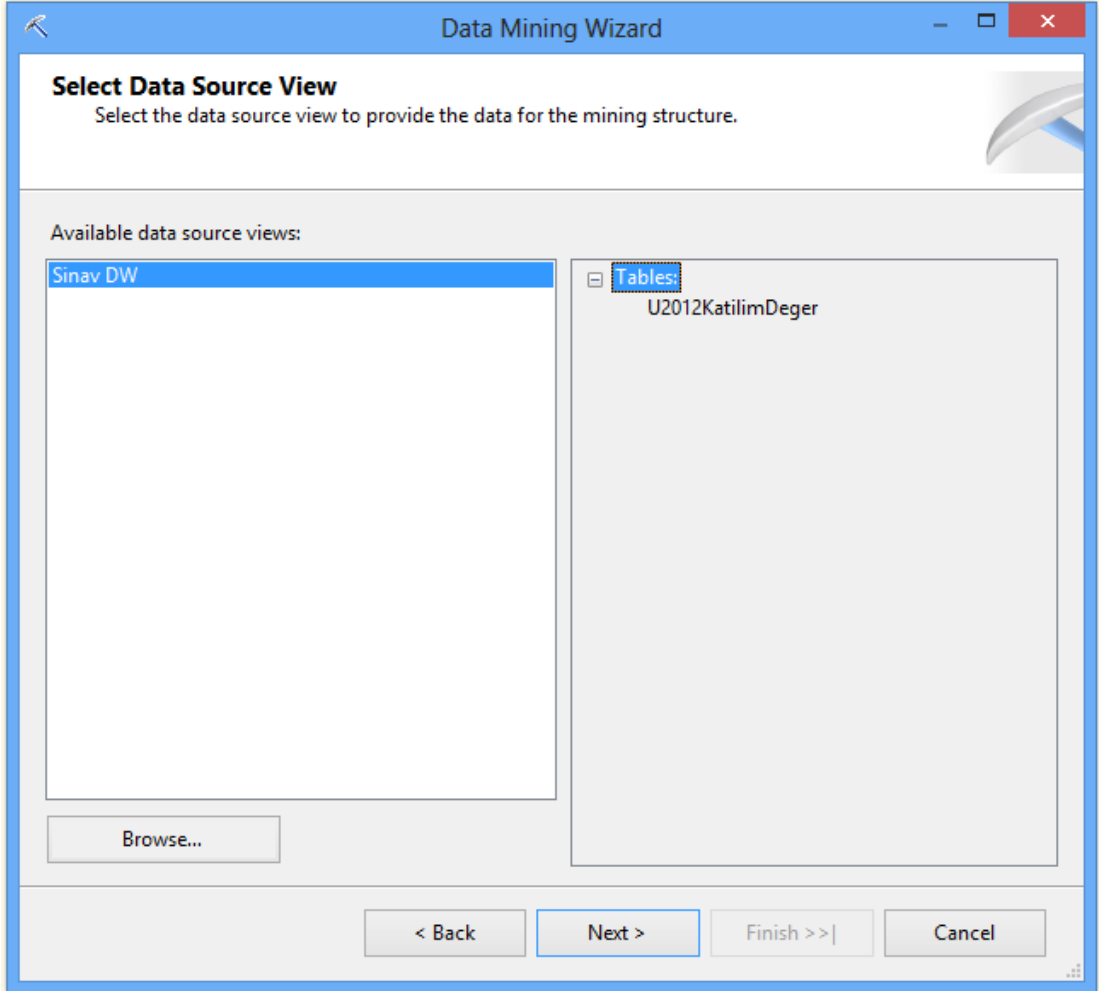 Data Mining Wizard
Select Data Source View
Select the data source view to provide the data for the mining structure.
Available data source views:
Sinav DW
Tables:
U2012KatilimDeger
Browse...
< Back
Next >
Finish >>|
Cancel